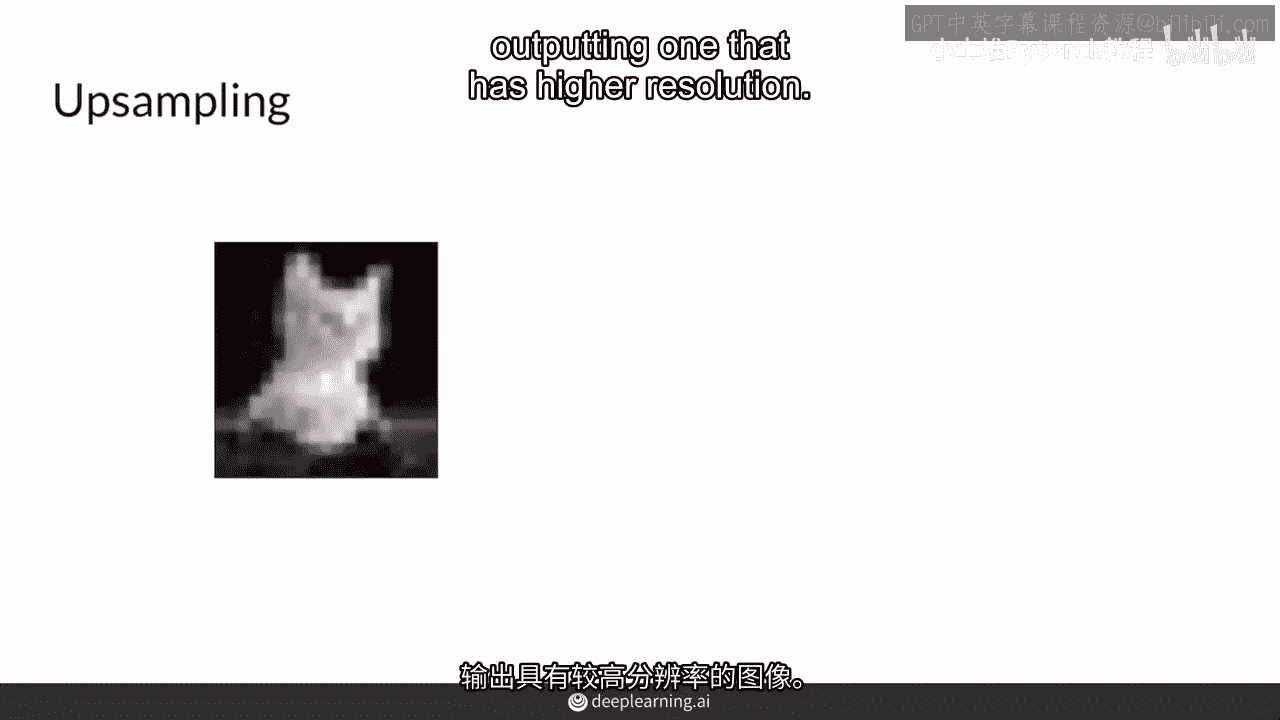 GPT中英字幕课程资源@bilibili.com
outputting one that
has higher resolution.
Upsampling
bilibili
输出具有较高分辨率的图像。
deeplearning.ai